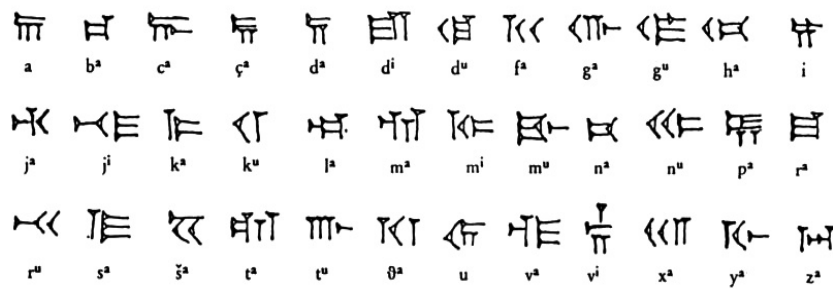 𐎠 𐎲 𐎨 𐏂 𐎭 𐎮 𐎯 𐎳 𐎥 𐎦 𐏃 𐎡
a bᵃ cᵃ çᵃ dᵃ dⁱ dᵘ fᵃ gᵃ gᵘ hᵃ i
𐎩 𐎪 𐎣 𐎤 𐎾 𐎶 𐎷 𐎸 𐎴 𐎵 𐎱 𐎼
jᵃ jⁱ kᵃ kᵘ lᵃ mᵃ mⁱ mᵘ nᵃ nᵘ pᵃ rᵃ
𐎽 𐎿 𐏁 𐎫 𐎬 𐎰 𐎢 𐎺 𐎻 𐎧 𐎹 𐏀
rᵘ sᵃ šᵃ tᵃ tᵘ ϑᵃ u vᵃ vⁱ xᵃ yᵃ zᵃ